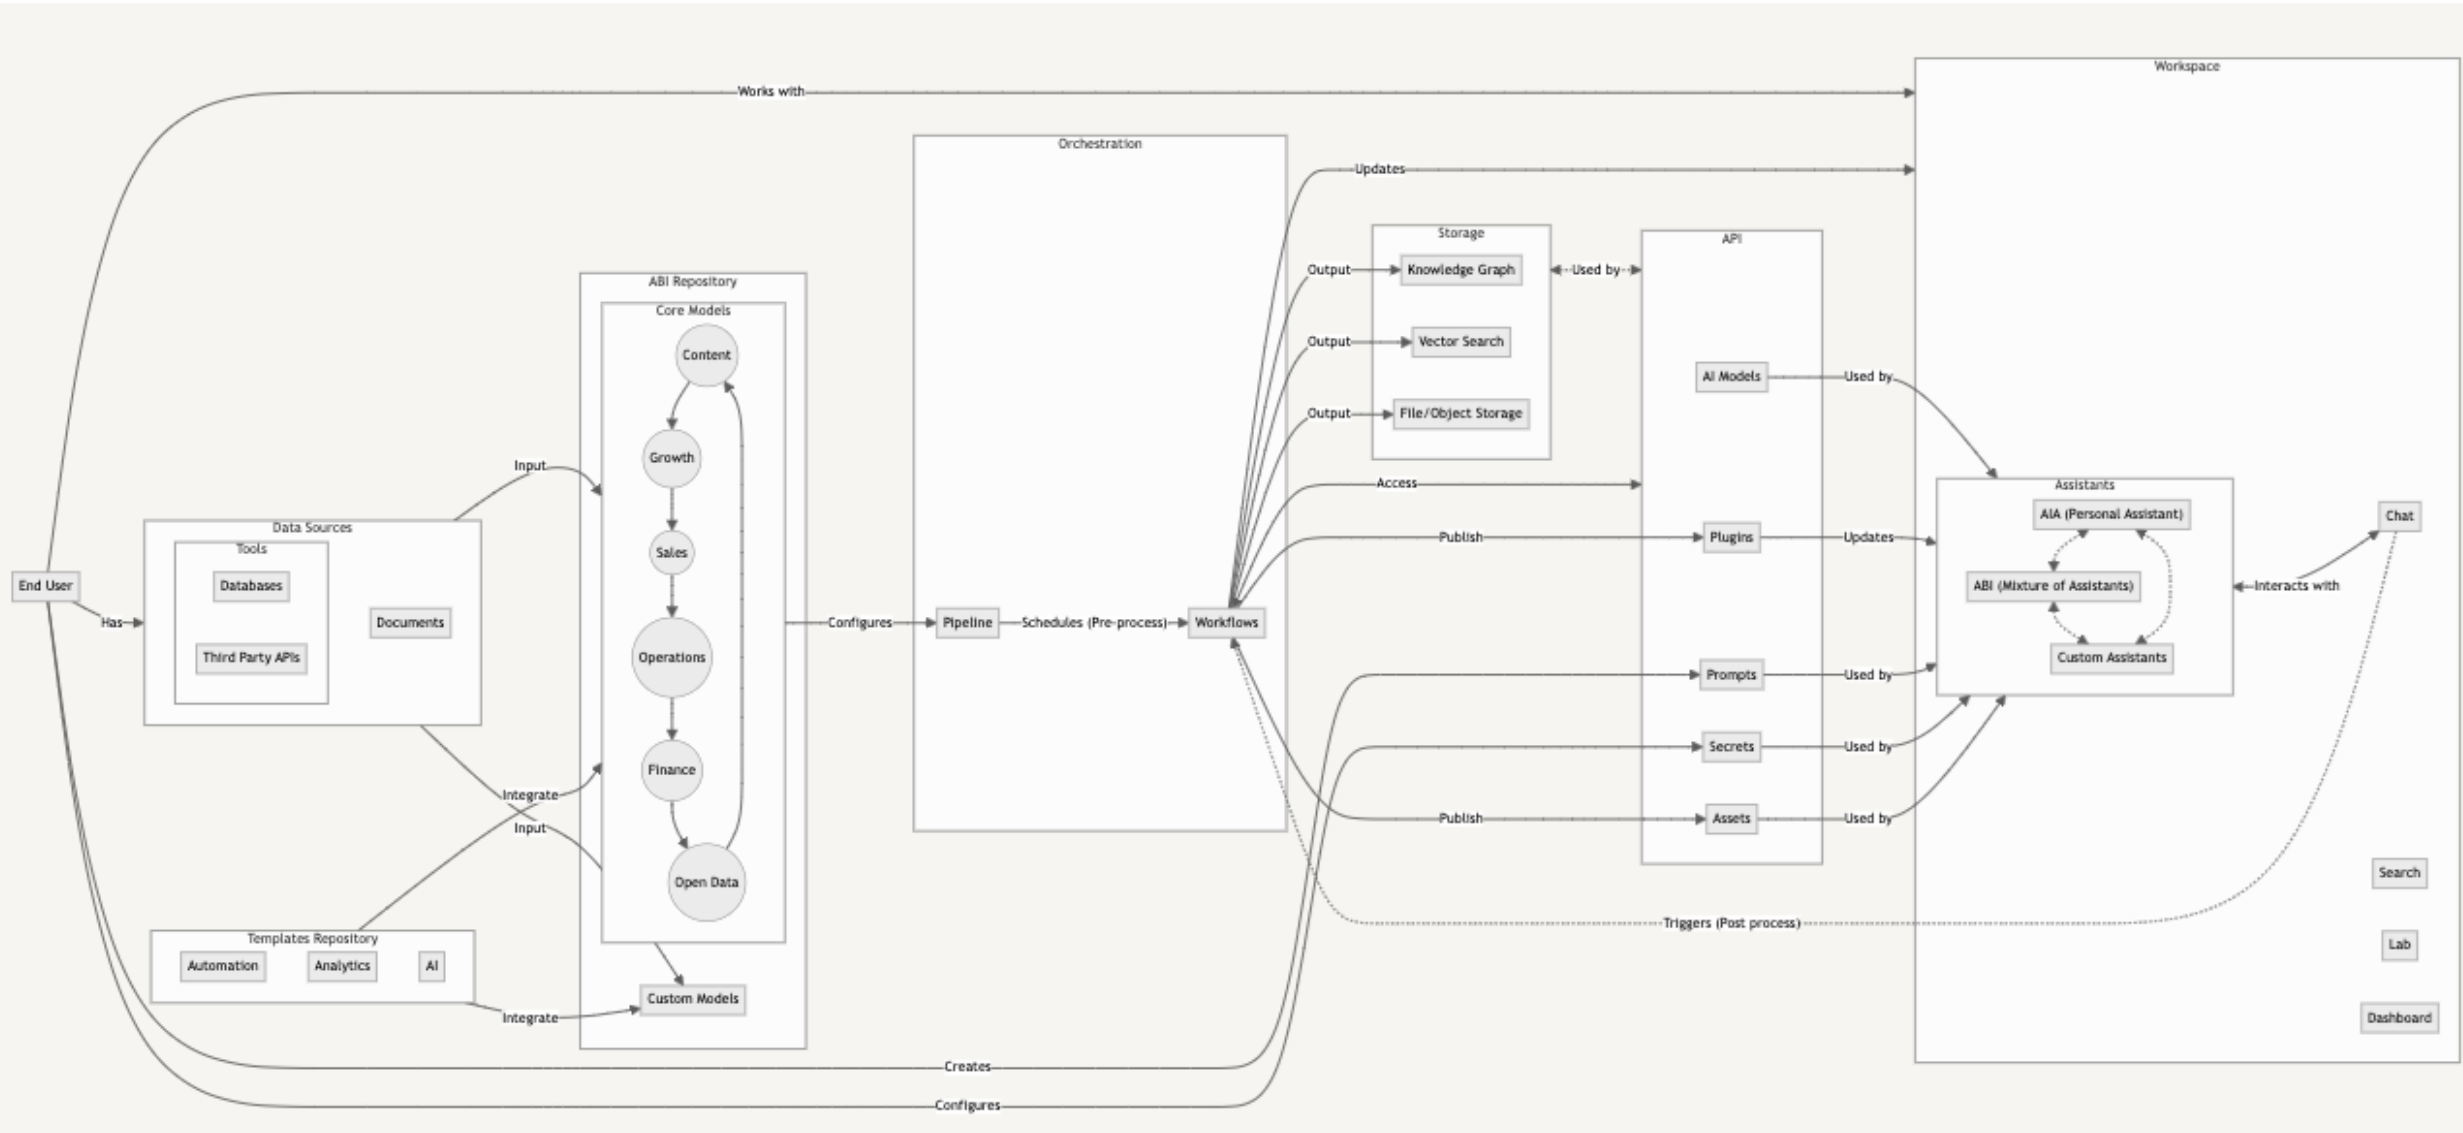 Workspace
Works with
Orchestration
Updates
Storage
API
Knowledge Graph
Output
Used by
ABI Repository
Core Models
Content
Vector Search
Output
AI Models
Used by
File/Object Storage
Output
Growth
Input
Access
Assistants
AIA (Personal Assistant)
Chat
Data Sources
Tools
Publish
Plugins
Updates
Sales
End User
Databases
ABI (Mixture of Assistants)
Interacts with
Has
Documents
Configures
Pipeline
Schedules (Pre-process)
Workflows
Third Party APIs
Operations
Custom Assistants
Prompts
Used by
Secrets
Used by
Finance
Integrate
Input
Publish
Assets
Used by
Open Data
Search
Triggers (Post process)
Templates Repository
Automation
Analytics
AI
Lab
Custom Models
Integrate
Dashboard
Creates
Configures